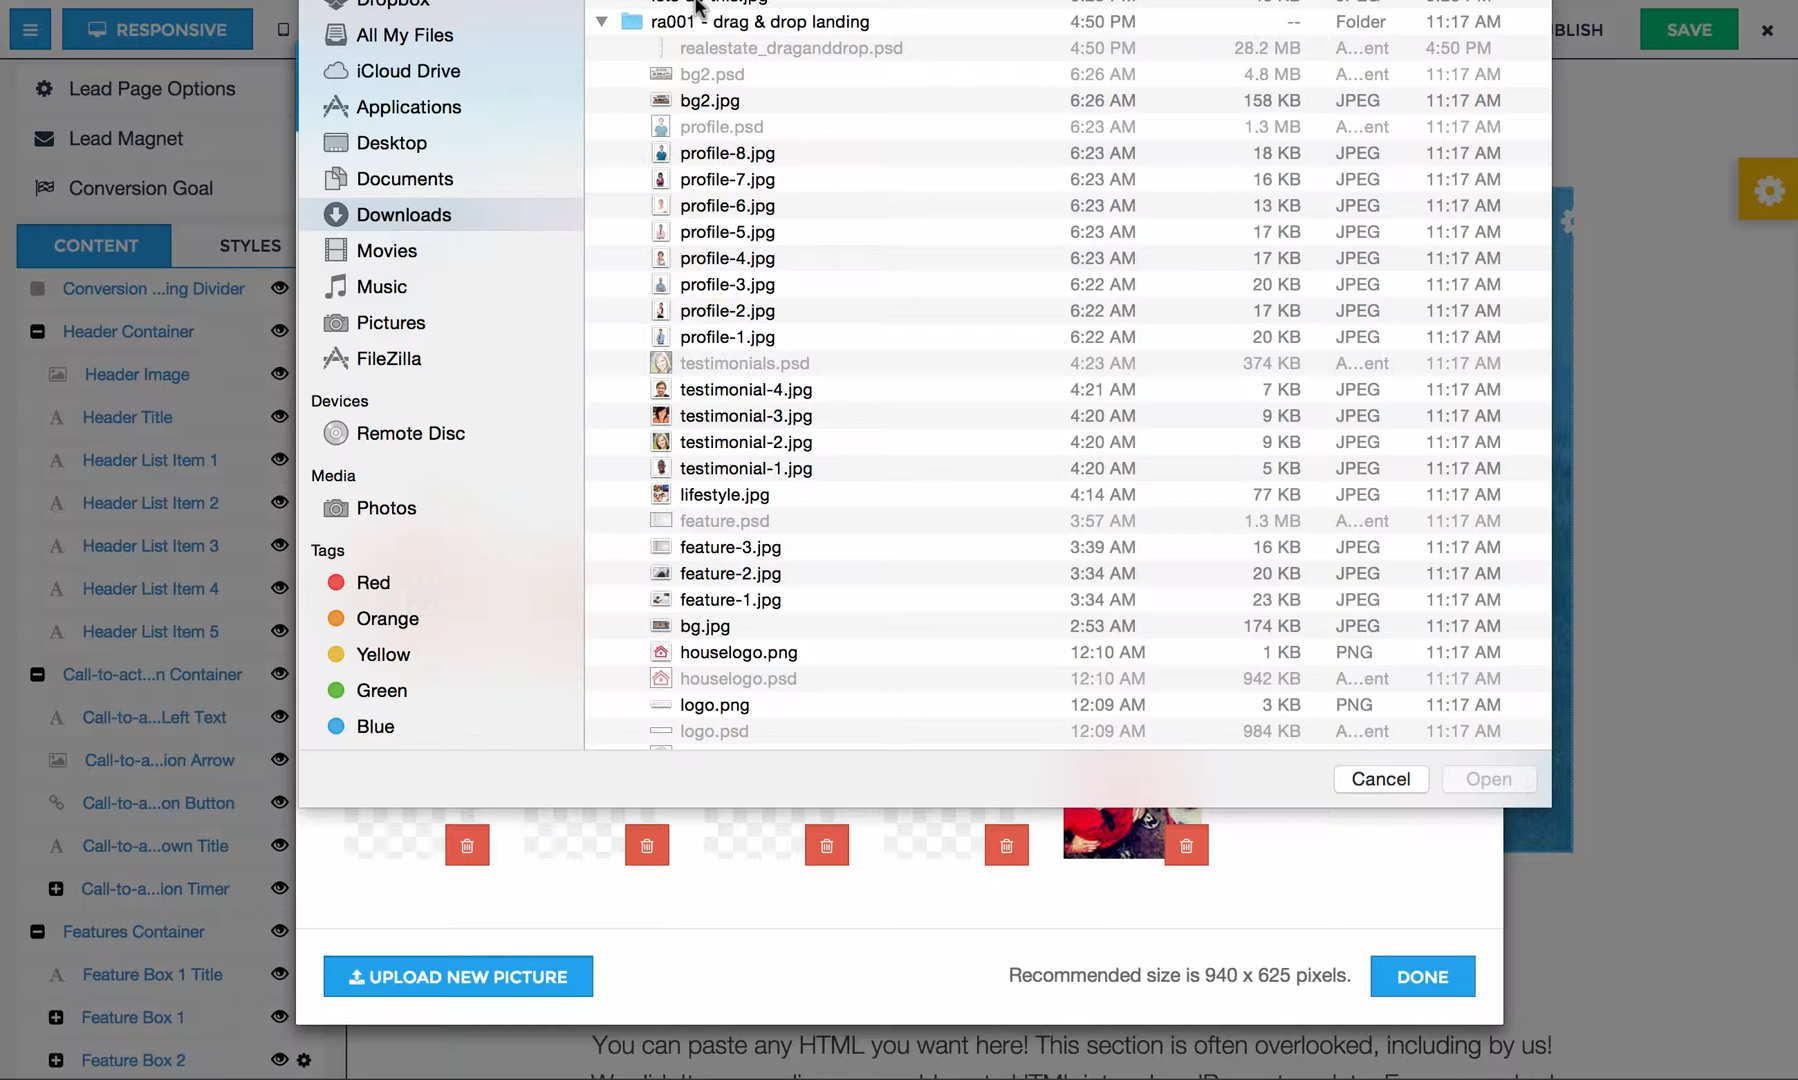 RESPONSIVE
BLISH
SAVE
Lead Page Options
Lead Magnet
Conversion Goal
CONTENT
STYLES
Conversion ...ing Divider
Header Container
Header Image
Header Title
Header List Item 1
Header List Item 2
Header List Item 3
Header List Item 4
Header List Item 5
Call-to-act...n Container
Call-to-a...Left Text
Call-to-a...ion Arrow
Call-to-a...on Button
Call-to-a...own Title
Call-to-a...ion Timer
Features Container
Feature Box 1 Title
Feature Box 1
Feature Box 2
Dropbox
All My Files
iCloud Drive
Applications
Desktop
Documents
Downloads
Movies
Music
Pictures
FileZilla
Devices
Remote Disc
Media
Photos
Tags
Red
Orange
Yellow
Green
Blue
ra001 - drag & drop landing 4:50 PM -- Folder 11:17 AM
realestate_draganddrop.psd 4:50 PM 28.2 MB A...ent 4:50 PM
bg2.psd 6:26 AM 4.8 MB A...ent 11:17 AM
bg2.jpg 6:26 AM 158 KB JPEG 11:17 AM
profile.psd 6:23 AM 1.3 MB A...ent 11:17 AM
profile-8.jpg 6:23 AM 18 KB JPEG 11:17 AM
profile-7.jpg 6:23 AM 16 KB JPEG 11:17 AM
profile-6.jpg 6:23 AM 13 KB JPEG 11:17 AM
profile-5.jpg 6:23 AM 17 KB JPEG 11:17 AM
profile-4.jpg 6:23 AM 17 KB JPEG 11:17 AM
profile-3.jpg 6:22 AM 20 KB JPEG 11:17 AM
profile-2.jpg 6:22 AM 17 KB JPEG 11:17 AM
profile-1.jpg 6:22 AM 20 KB JPEG 11:17 AM
testimonials.psd 4:23 AM 374 KB A...ent 11:17 AM
testimonial-4.jpg 4:21 AM 7 KB JPEG 11:17 AM
testimonial-3.jpg 4:20 AM 9 KB JPEG 11:17 AM
testimonial-2.jpg 4:20 AM 9 KB JPEG 11:17 AM
testimonial-1.jpg 4:20 AM 5 KB JPEG 11:17 AM
lifestyle.jpg 4:14 AM 77 KB JPEG 11:17 AM
feature.psd 3:57 AM 1.3 MB A...ent 11:17 AM
feature-3.jpg 3:39 AM 16 KB JPEG 11:17 AM
feature-2.jpg 3:34 AM 20 KB JPEG 11:17 AM
feature-1.jpg 3:34 AM 23 KB JPEG 11:17 AM
bg.jpg 2:53 AM 174 KB JPEG 11:17 AM
houselogo.png 12:10 AM 1 KB PNG 11:17 AM
houselogo.psd 12:10 AM 942 KB A...ent 11:17 AM
logo.png 12:09 AM 3 KB PNG 11:17 AM
logo.psd 12:09 AM 984 KB A...ent 11:17 AM
Cancel
Open
UPLOAD NEW PICTURE
Recommended size is 940 x 625 pixels.
DONE
You can paste any HTML you want here! This section is often overlooked, including by us!